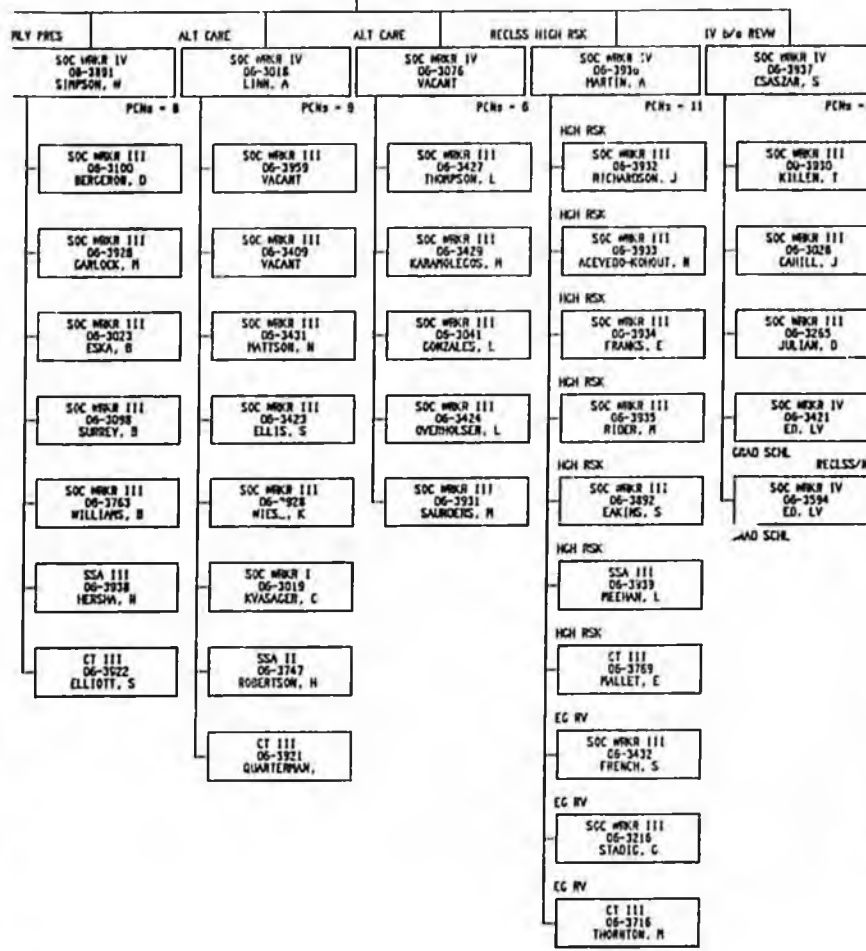 MLY PRES
SOC WRKR IV
06-3891
SIMPSON, W
PCNs - 8
SOC WRKR III
06-3100
BERGERON, D
SOC WRKR III
06-3928
GARLOCK, M
SOC WRKR III
06-3023
ESKA, B
SOC WRKR III
06-3098
SURREY, B
SOC WRKR III
06-3763
WILLIAMS, B
SSA III
06-3938
HERSHA, N
CT III
06-3922
ELLIOTT, S
ALT CARE
SOC WRKR IV
06-3018
LINN, A
PCNs - 9
SOC WRKR III
06-3959
VACANT
SOC WRKR III
06-3409
VACANT
SOC WRKR III
06-3431
MATTSON, N
SOC WRKR III
06-3423
ELLIS, S
SOC WRKR III
SOC WRKR I
06-3019
KVASAGER, C
SSA II
06-3747
ROBERTSON, H
CT III
06-3921
QUARTERMAN,
ALT CARE
SOC WRKR IV
06-3076
VACANT
PCNs - 6
SOC WRKR III
06-3427
THOMPSON, L
SOC WRKR III
06-3429
KARAMOLEGOS, M
SOC WRKR III
06-3041
GONZALES, L
SOC WRKR III
06-3424
OVERHOLSER, L
SOC WRKR III
06-3931
SAUNDERS, M
RECLSS HIGH RSK
SOC WRKR IV
MARTIN, A
PCNs - 11
HGH RSK
SOC WRKR III
06-3932
RICHARDSON, J
HGH RSK
SOC WRKR III
06-3933
ACEVEDO-KOHOUT, N
HGH RSK
SOC WRKR III
06-3934
FRANKS, E
HGH RSK
SOC WRKR III
06-3935
RIDER, M
HGH RSK
SOC WRKR III
06-3892
EAKINS, S
HGH RSK
SSA III
06-3939
MEEHAN, L
HGH RSK
CT III
06-3769
MALLET, E
EG RV
SOC WRKR III
06-3432
FRENCH, S
EG RV
SOC WRKR III
06-3216
STADIG, G
EG RV
CT III
06-3716
THORNTON, M
IV b/o REVW
SOC WRKR IV
06-3937
CSASZAR, S
PCNs -
SOC WRKR III
06-3930
KILLEN, T
SOC WRKR III
06-3028
CAHILL, J
SOC WRKR III
06-3265
JULIAN, D
SOC WRKR IV
06-3421
ED. LV
GRAD SCHL
RECLSS/
SOC WRKR IV
06-3594
ED. LV
SCHL